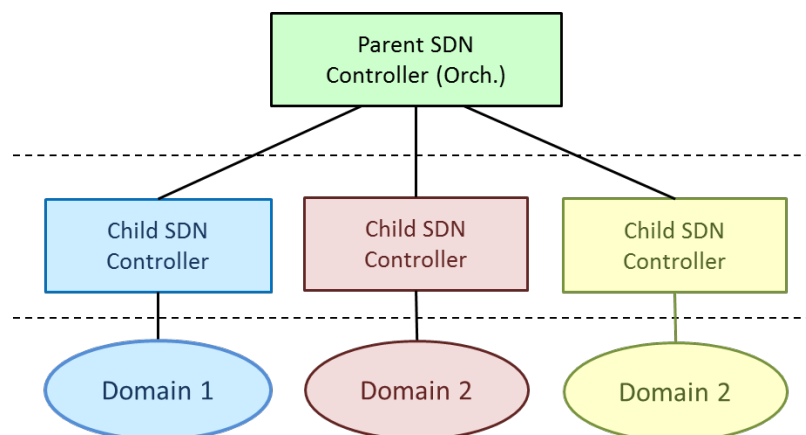 Parent SDN
Controller (Orch.)
Child SDN
Controller
Child SDN
Controller
Child SDN
Controller
Domain 1
Domain 2
Domain 2